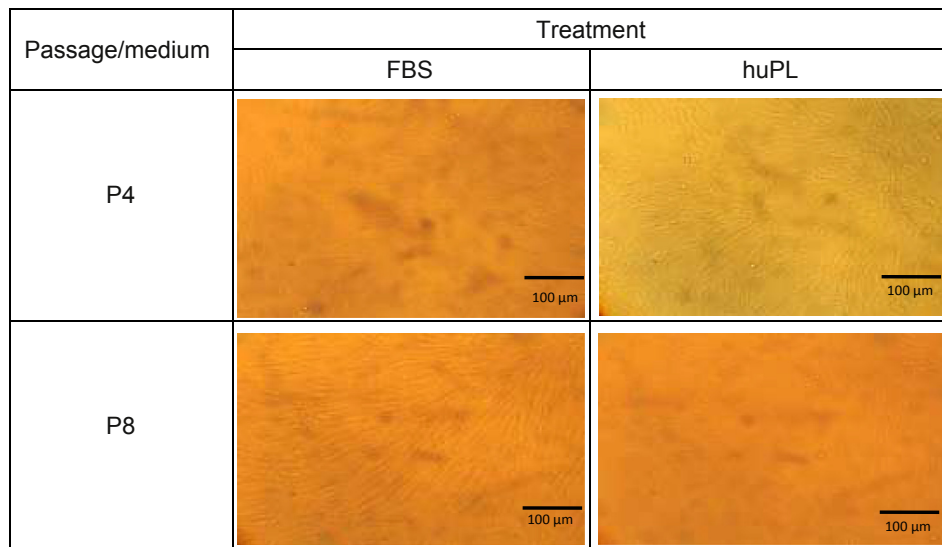 Passage/medium
Treatment
FBS
huPL
P4
100 µm
100 µm
P8
100 µm
100 µm